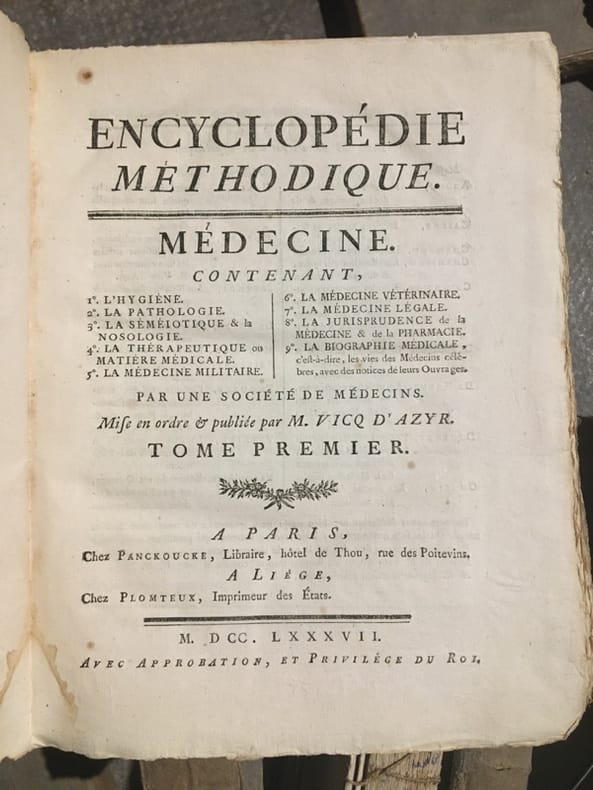 ENCYCLOPÉDIE
MÉTHODIQUE.
MÉDECINE.
CONTENANT,
1°. L'HYGIÈNE.
2°. LA PATHOLOGIE.
3°. LA SÉMÉIOTIQUE & la
NOSOLOGIE.
4°. LA THÉRAPEUTIQUE ou
MATIÈRE MÉDICALE.
5°. LA MÉDECINE MILITAIRE.
6°. LA MÉDECINE VÉTÉRINAIRE.
7°. LA MÉDECINE LÉGALE.
8°. LA JURISPRUDENCE de la
MÉDECINE & de la PHARMACIE.
9°. LA BIOGRAPHIE MÉDICALE,
c'est-à-dire, les vies des Médecins célè-
bres, avec des notices de leurs Ouvrages.
PAR UNE SOCIÉTÉ DE MÉDECINS.
Mise en ordre & publiée par M. VICQ D'AZYR.
TOME PREMIER.
A PARIS,
Chez PANCKOUCKE, Libraire, hôtel de Thou, rue des Poitevins.
A LIÉGE,
Chez PLOMTEUX, Imprimeur des États.
M. DCC. LXXXVII.
AVEC APPROBATION, ET PRIVILÉGE DU ROI.